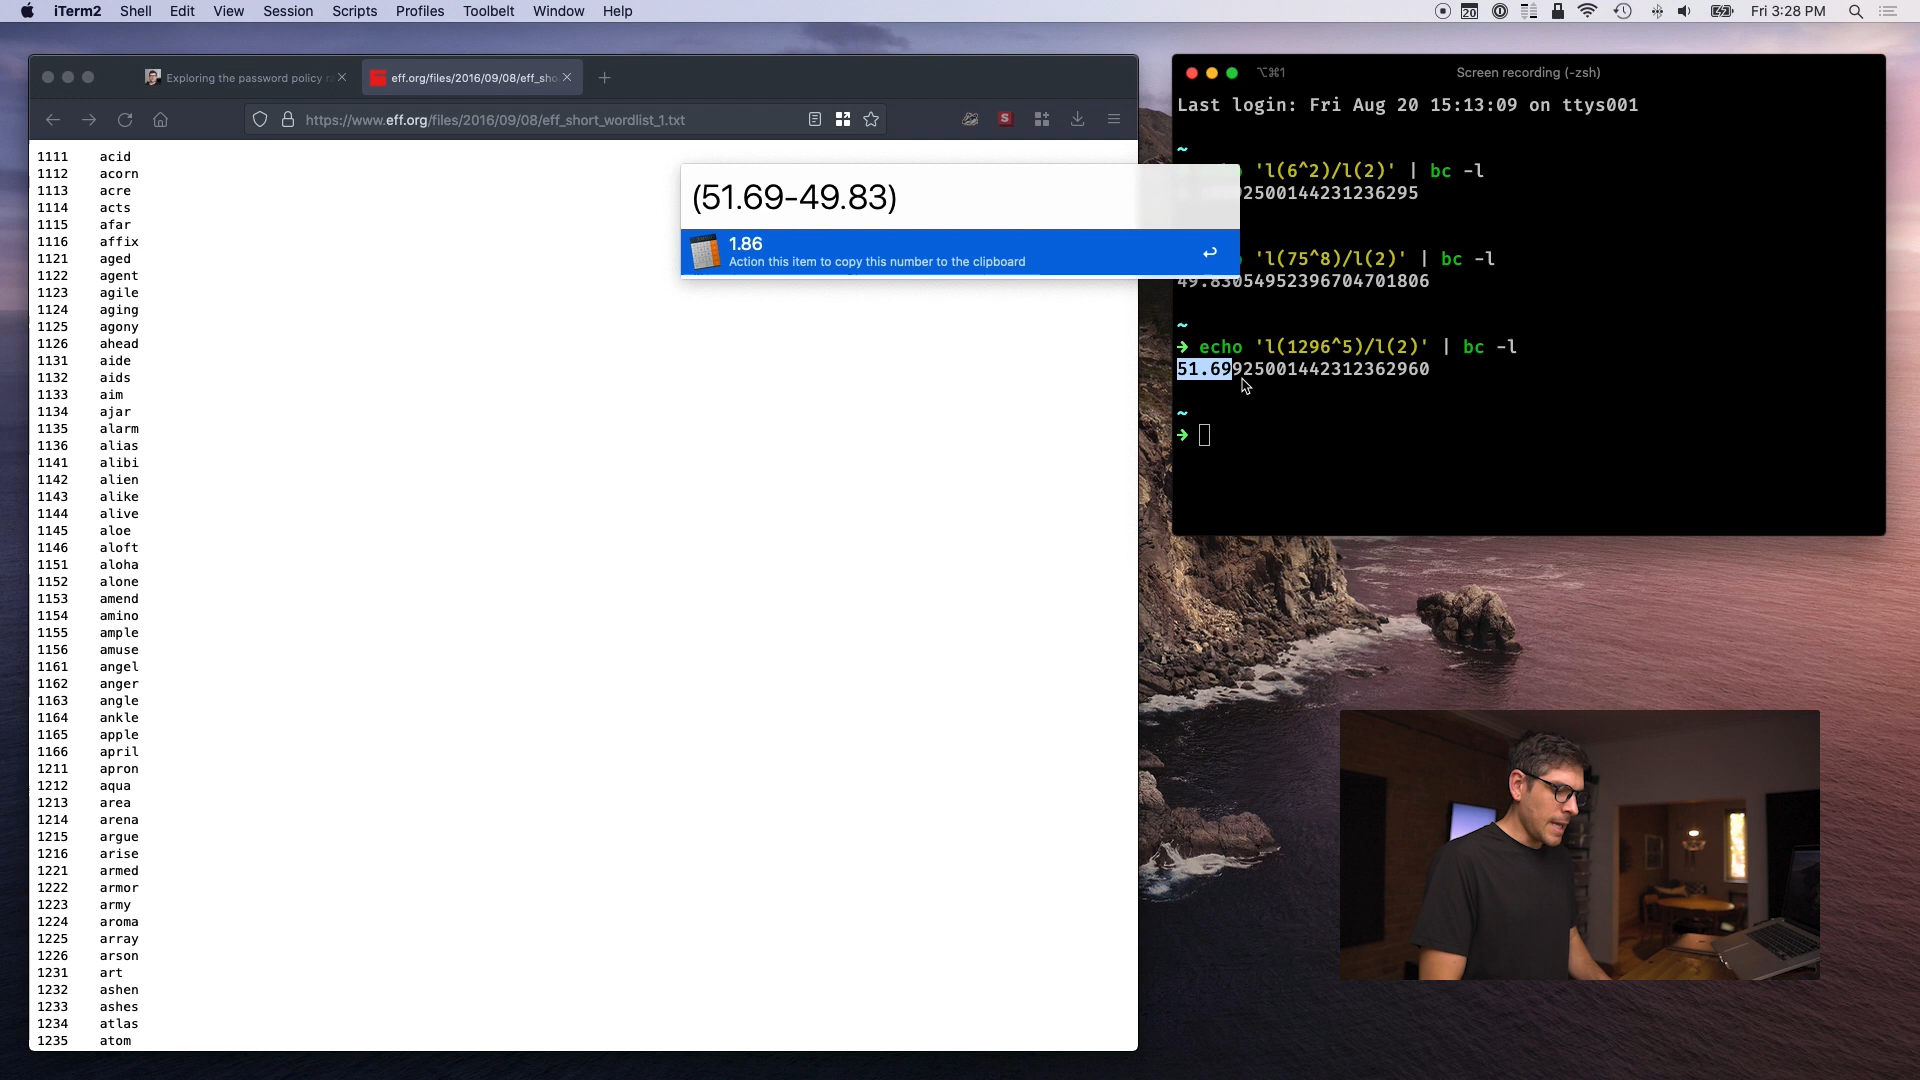 iTerm2 Shell Edit View Session Scripts Profiles Toolbelt Window Help
20
Fri 3:28 PM
Exploring the password policy
eff.org/files/2016/09/08/eff_sho
https://www.eff.org/files/2016/09/08/eff_short_wordlist_1.txt
S
1111 acid
1112 acorn
1113 acre
1114 acts
1115 afar
1116 affix
1121 aged
1122 agent
1123 agile
1124 aging
1125 agony
1126 ahead
1131 aide
1132 aids
1133 aim
1134 ajar
1135 alarm
1136 alias
1141 alibi
1142 alien
1143 alike
1144 alive
1145 aloe
1146 aloft
1151 aloha
1152 alone
1153 amend
1154 amino
1155 ample
1156 amuse
1161 angel
1162 anger
1163 angle
1164 ankle
1165 apple
1166 april
1211 apron
1212 aqua
1213 area
1214 arena
1215 argue
1216 arise
1221 armed
1222 armor
1223 army
1224 aroma
1225 array
1226 arson
1231 art
1232 ashen
1233 ashes
1234 atlas
1235 atom
(51.69-49.83)
1.86
Action this item to copy this number to the clipboard
⌥⌘1 Screen recording (-zsh)
Last login: Fri Aug 20 15:13:09 on ttys001
~
'l(6^2)/l(2)' | bc -l
2500144231236295
'l(75^8)/l(2)' | bc -l
49.83054952396704701806
~
➜ echo 'l(1296^5)/l(2)' | bc -l
51.69925001442312362960
~
➜